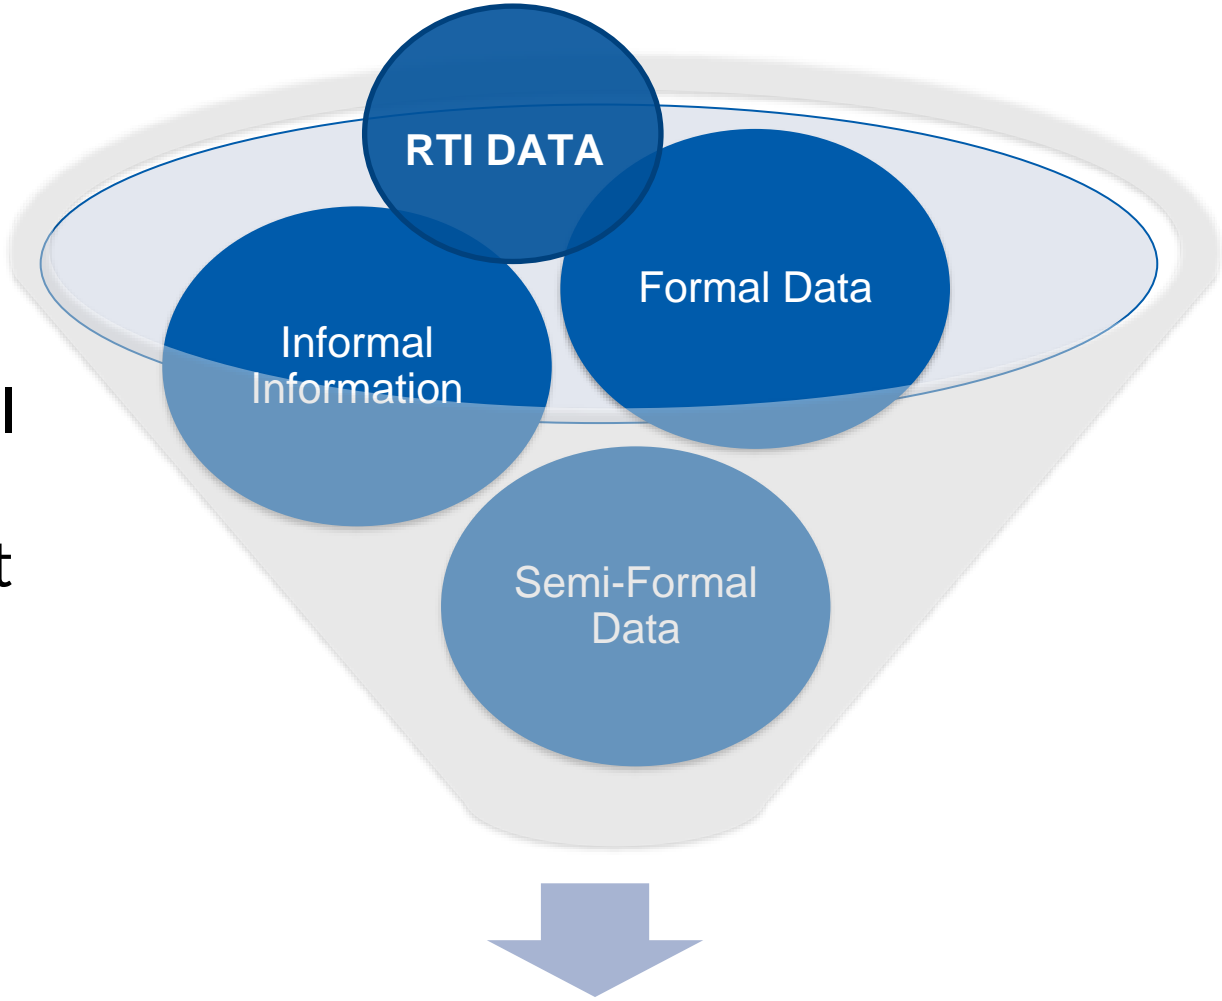 RTI DATA
Formal Data
Informal
Information
l
t
Semi-Formal
Data